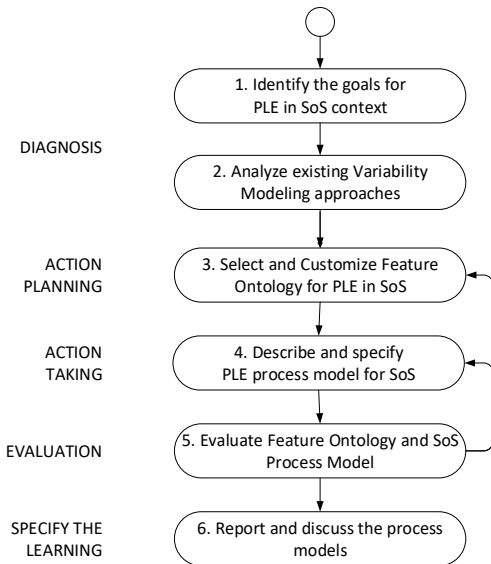 1. Identify the goals for
PLE in SoS context
DIAGNOSIS
2. Analyze existing Variability
Modeling approaches
ACTION
PLANNING
3. Select and Customize Feature
Ontology for PLE in SoS
ACTION
TAKING
4. Describe and specify
PLE process model for SoS
EVALUATION
5. Evaluate Feature Ontology and SoS
Process Model
SPECIFY THE
LEARNING
6. Report and discuss the process
models